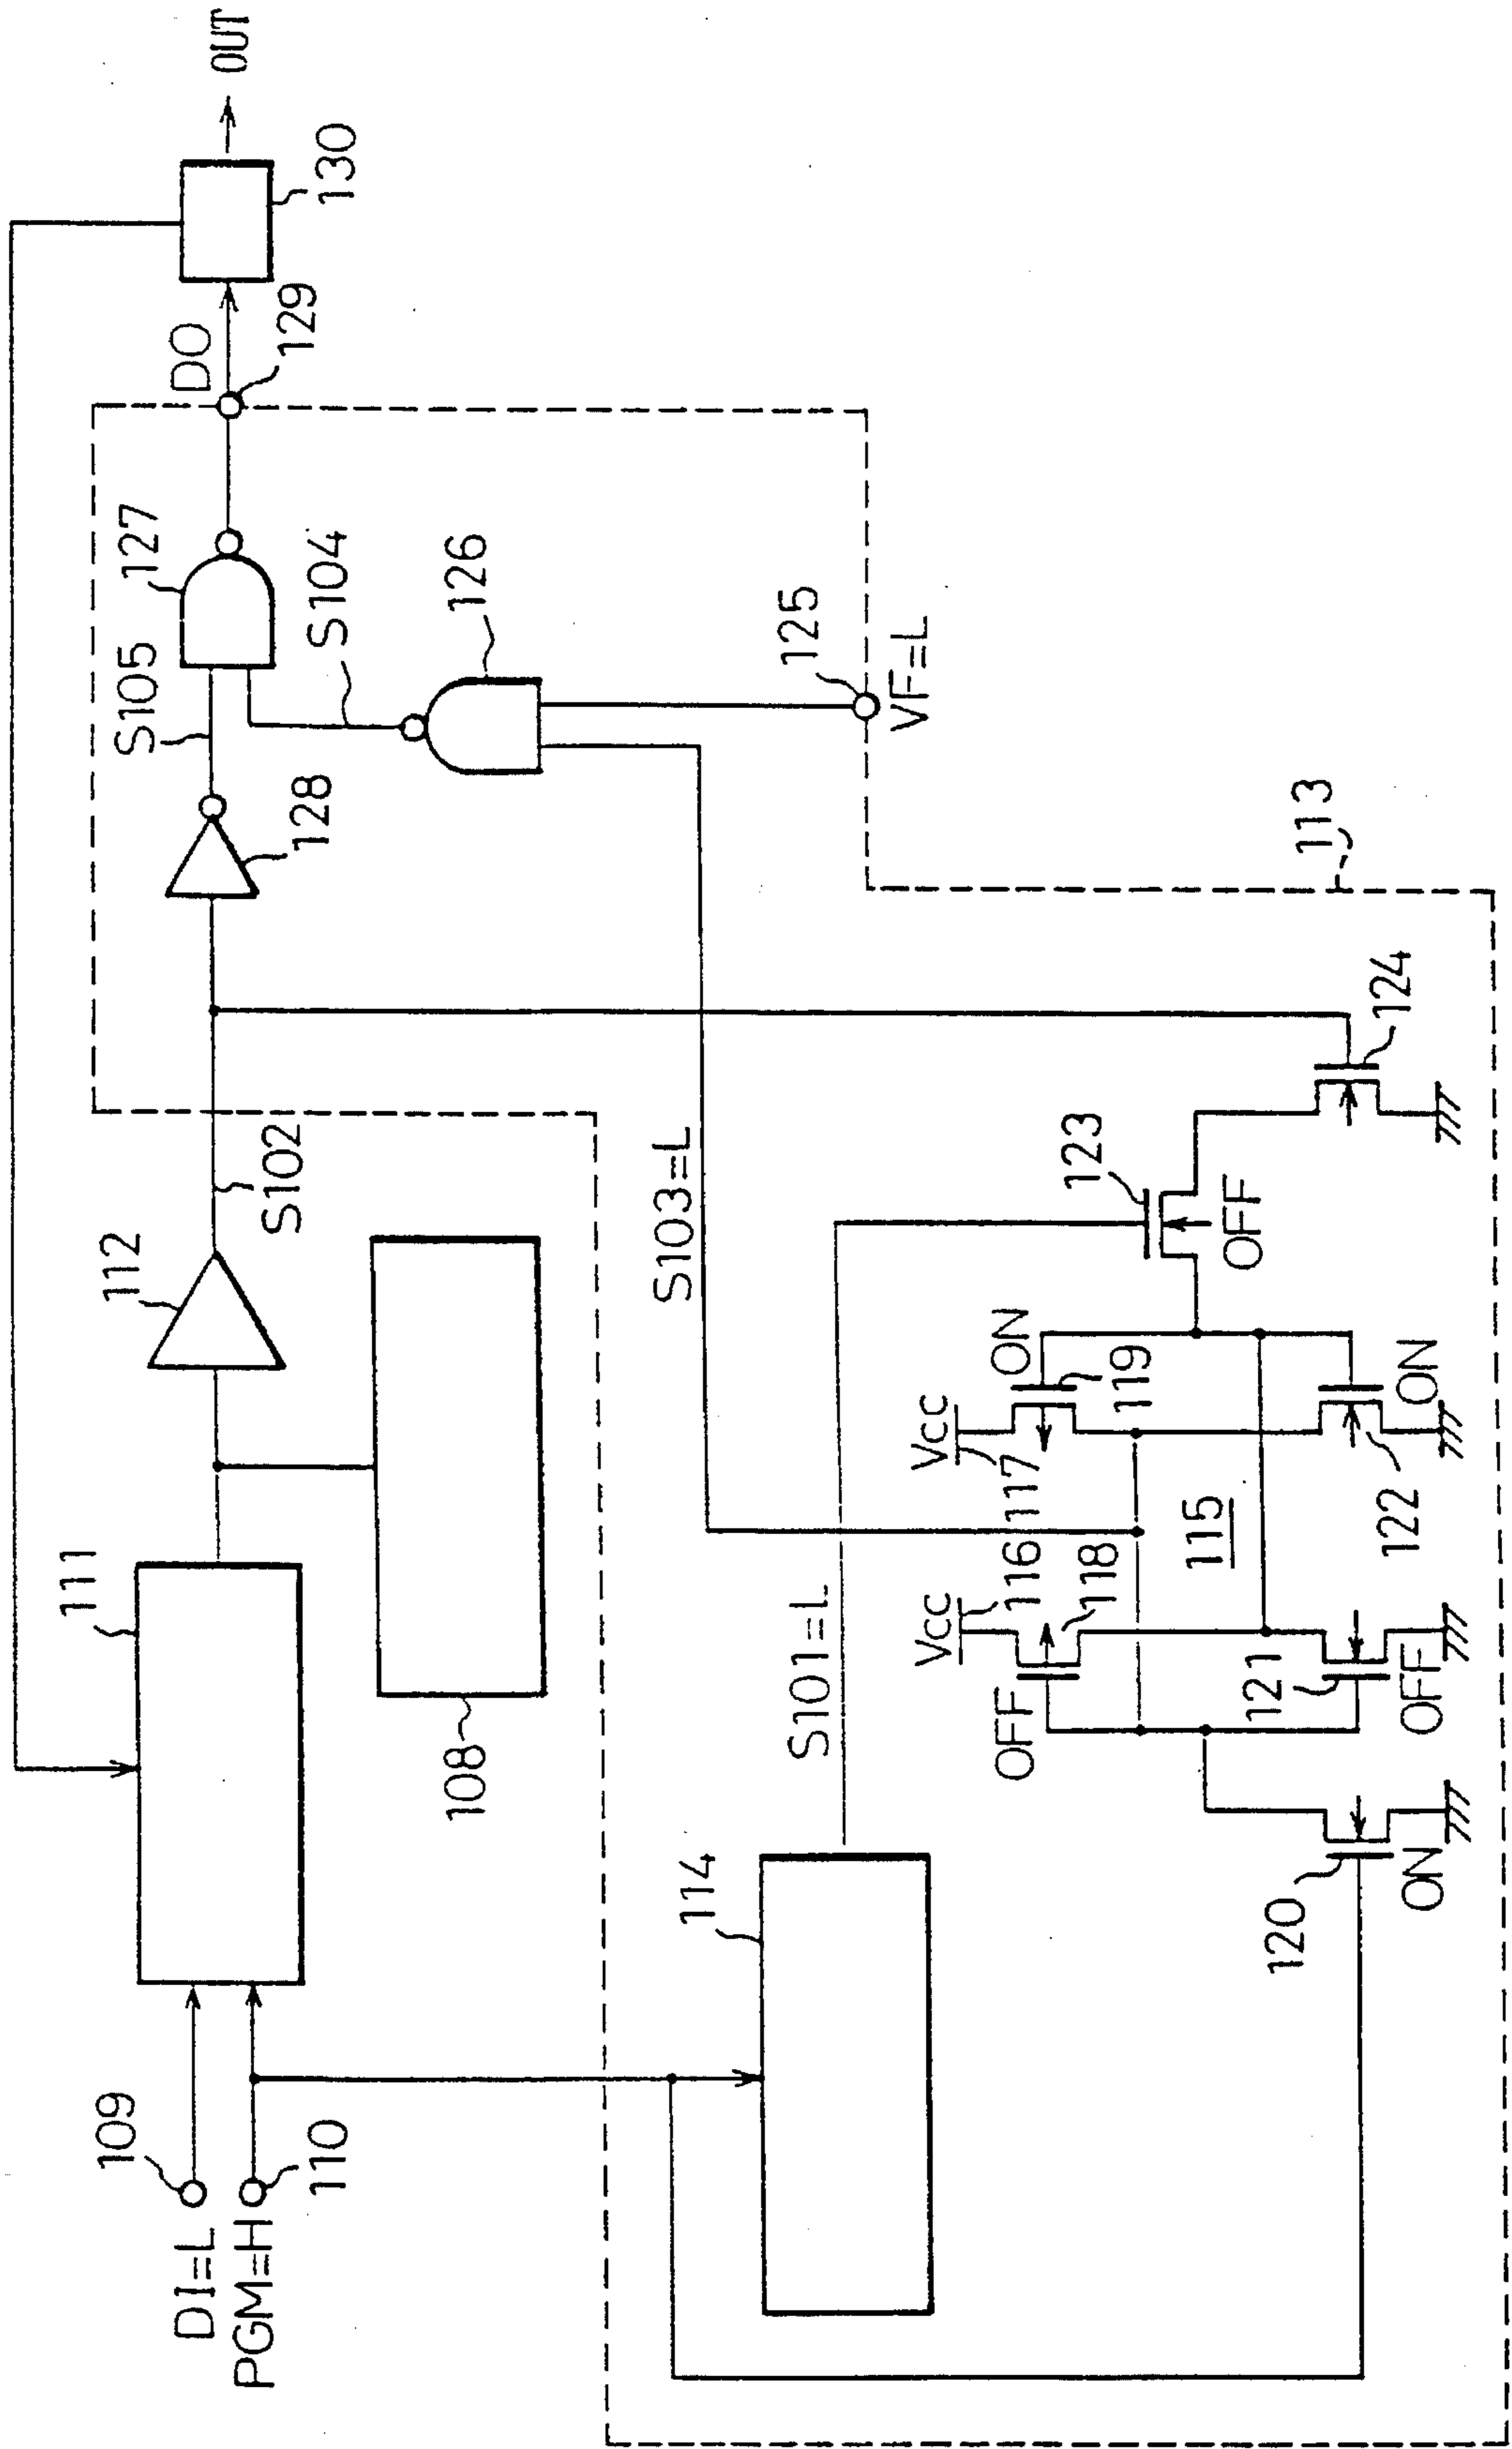 OUT
130
DO
129
127
S105
S104
126
128
125
VF=L
113
112
S102
S103=L
123
OFF
124
111
108
Vcc
117
ON
119
Vcc
116
118
OFF
115
122
ON
121
OFF
S101=L
114
120
ON
109
DI=L
PGM=H
110